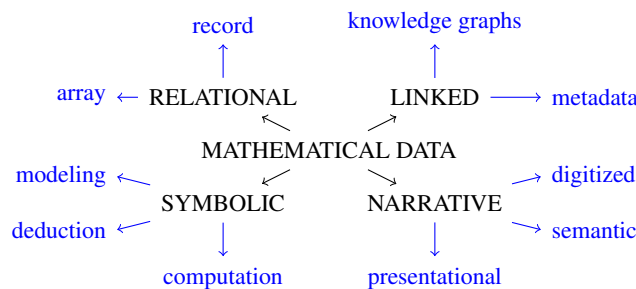 record
knowledge graphs
array
RELATIONAL
LINKED
metadata
MATHEMATICAL DATA
modeling
digitized
SYMBOLIC
NARRATIVE
deduction
semantic
computation
presentational